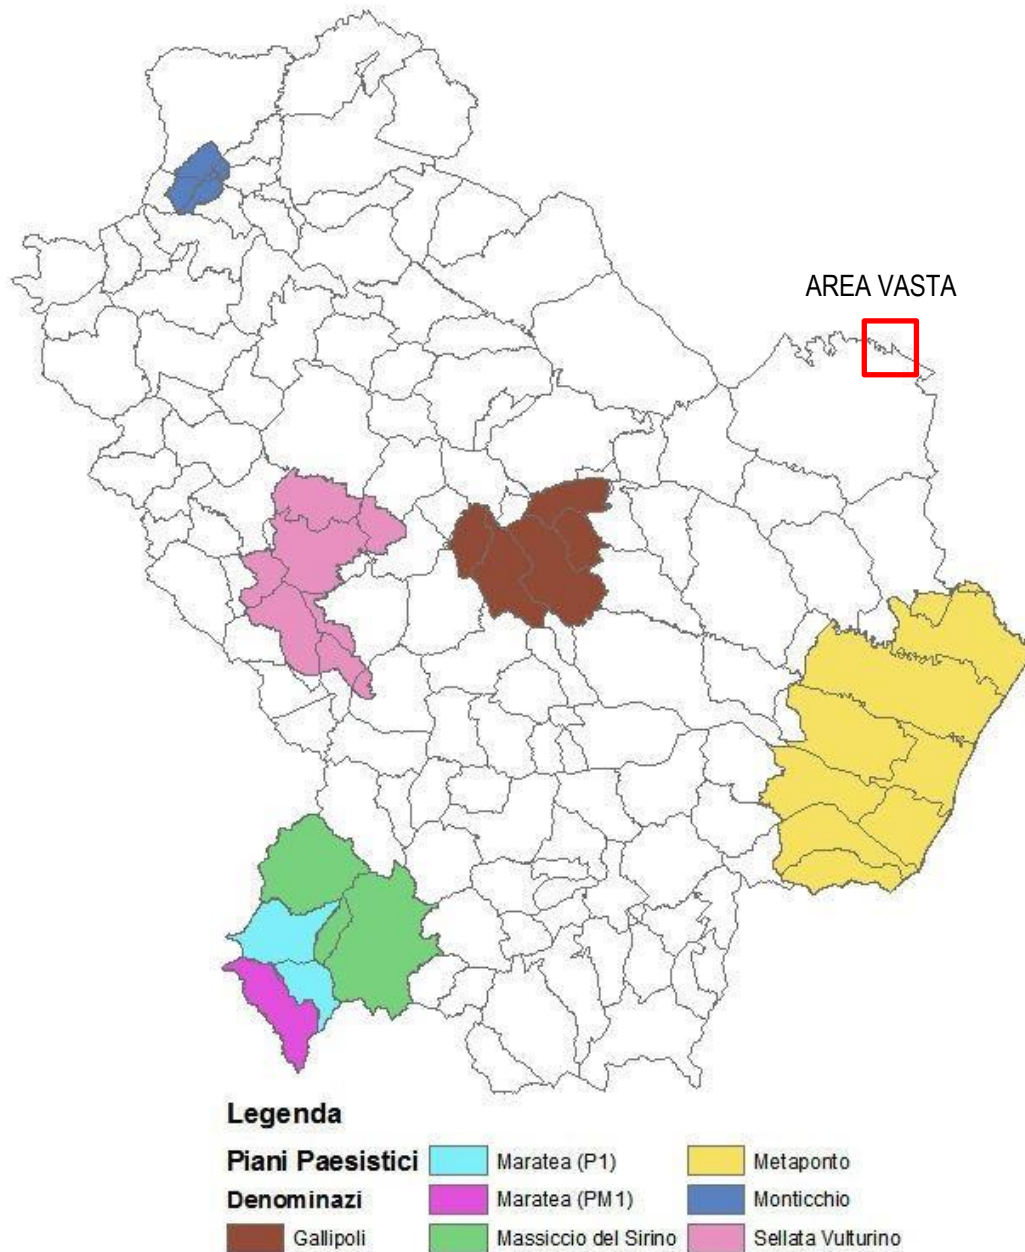 AREA VASTA
Legenda
Piani Paesistici
Denominazi
Gallipoli
Maratea (P1)
Maratea (PM1)
Massiccio del Sirino
Metaponto
Monticchio
Sellata Vulturino